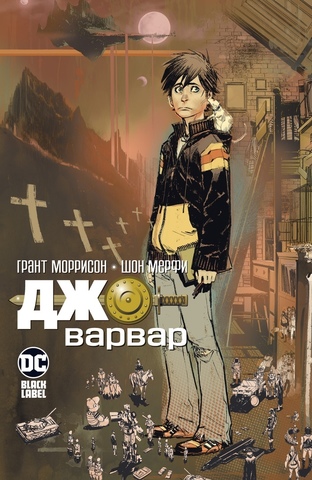 ГРАНТ МОРРИСОН • ШОН МЕРФИ
ДЖО
ВАРВАР
DC
BLACK
LABEL